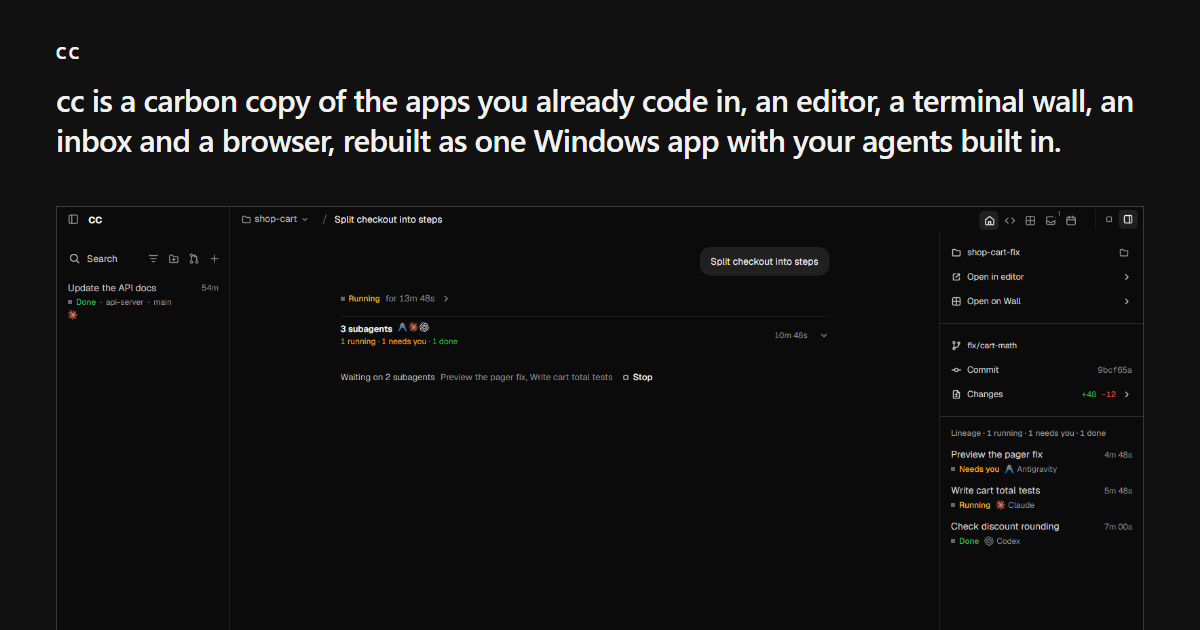 cc
cc is a carbon copy of the apps you already code in, an editor, a terminal wall, an
inbox and a browser, rebuilt as one Windows app with your agents built in.
cc
shop-cart / Split checkout into steps
1
Search
Update the API docs 54m
Done · api-server · main
Split checkout into steps
Running for 13m 48s
3 subagents
1 running · 1 needs you · 1 done
10m 48s
Waiting on 2 subagents Preview the pager fix, Write cart total tests Stop
shop-cart-fix
Open in editor
Open on Wall
fix/cart-math
Commit 9bcf65a
Changes +48 -12
Lineage · 1 running · 1 needs you · 1 done
Preview the pager fix 4m 48s
Needs you Antigravity
Write cart total tests 5m 48s
Running Claude
Check discount rounding 7m 00s
Done Codex